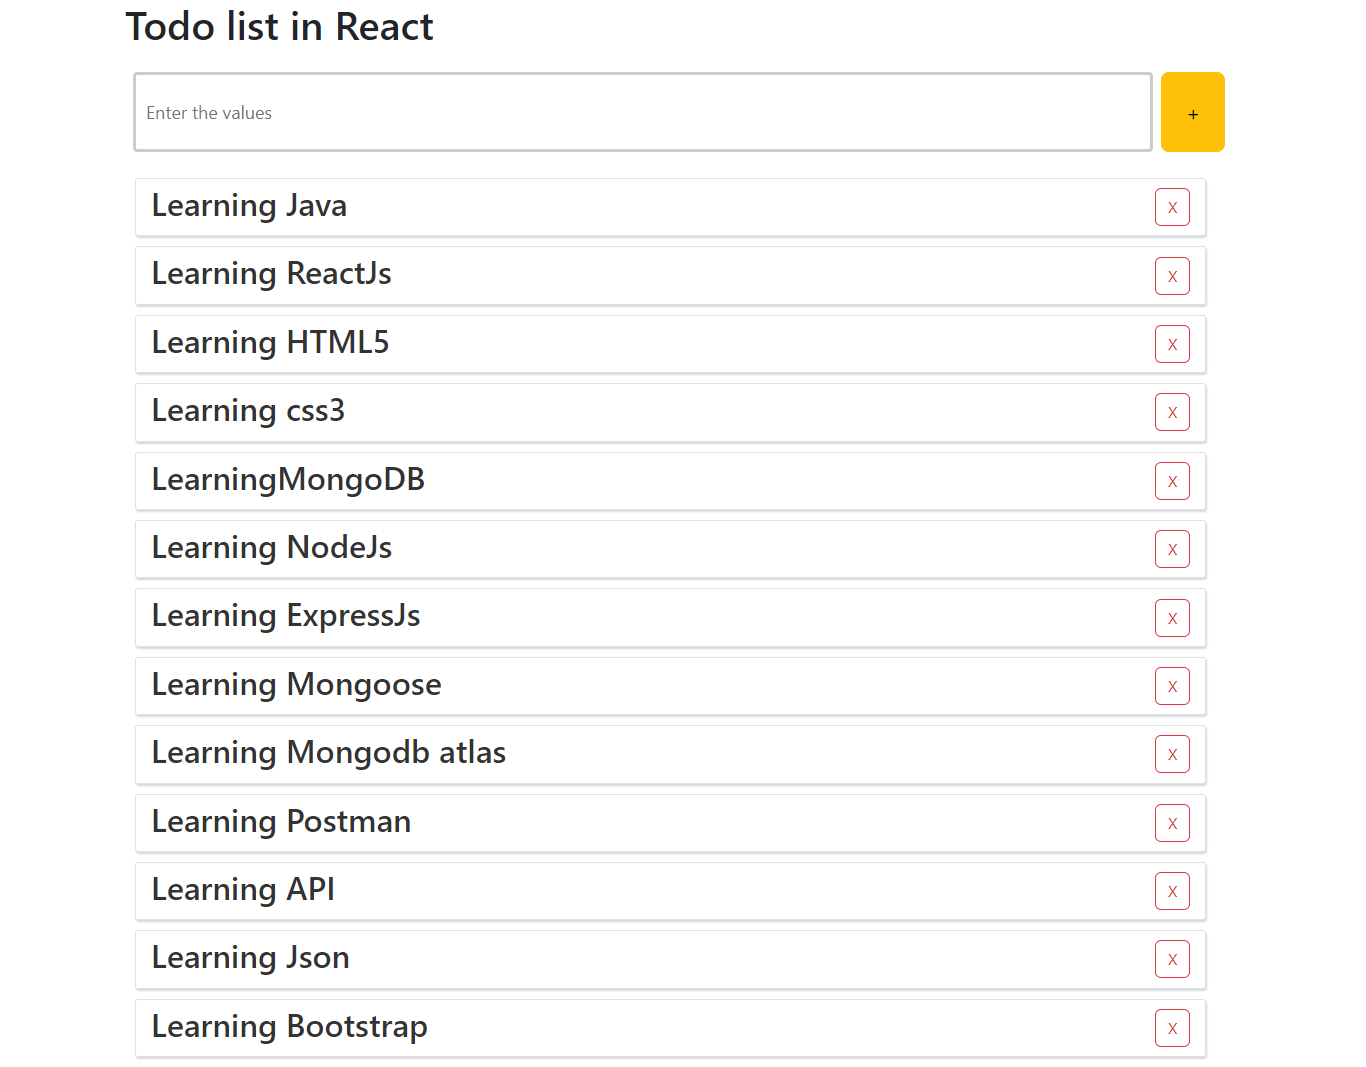 Todo list in React
Enter the values
+
Learning Java
X
Learning ReactJs
X
Learning HTML5
X
Learning css3
X
LearningMongoDB
X
Learning NodeJs
X
Learning ExpressJs
X
Learning Mongoose
X
Learning Mongodb atlas
X
Learning Postman
X
Learning API
X
Learning Json
X
Learning Bootstrap
X